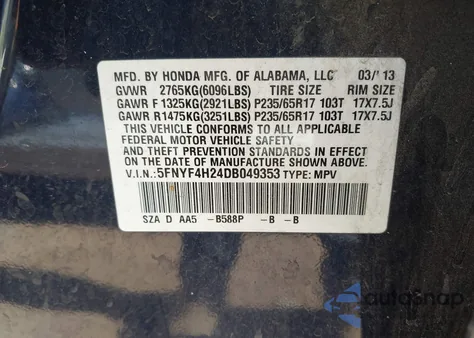 MFD. BY HONDA MFG. OF ALABAMA, LLC 03/13
GVWR 2765KG(6096LBS) TIRE SIZE RIM SIZE
GAWR F 1325KG(2921LBS) P235/65R17 103T 17X7.5J
GAWR R1475KG(3251LBS) P235/65R17 103T 17X7.5J
THIS VEHICLE CONFORMS TO ALL APPLICABLE
FEDERAL MOTOR VEHICLE SAFETY
AND THEFT PREVENTION STANDARDS IN EFFECT ON THE
DATE OF MANUFACTURE SHOWN ABOVE.
V.I.N.: 5FNYF4H24DB049353 TYPE: MPV
SZA D AA5 -B588P -B -B
autosnap